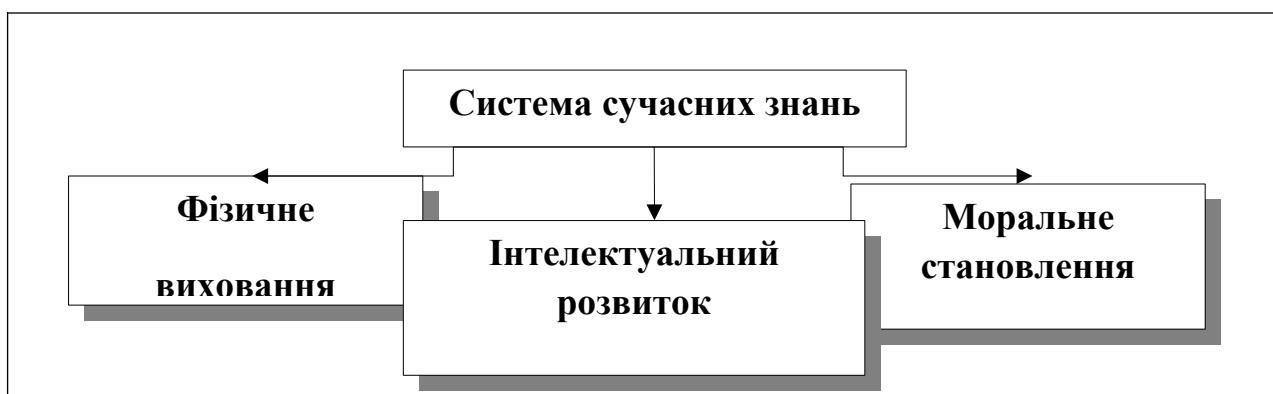 Система сучасних знань
Фізичне
виховання
Інтелектуальний
розвиток
Моральне
становлення